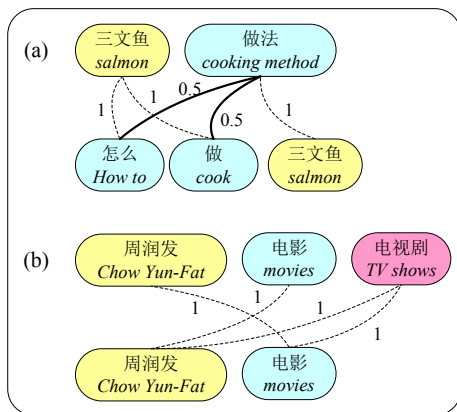 (a)
三文鱼
salmon
做法
cooking method
0.5
1
1
0.5
1
怎么
How to
做
cook
三文鱼
salmon
(b)
周润发
Chow Yun-Fat
电影
movies
电视剧
TV shows
1
1
1
1
周润发
Chow Yun-Fat
电影
movies